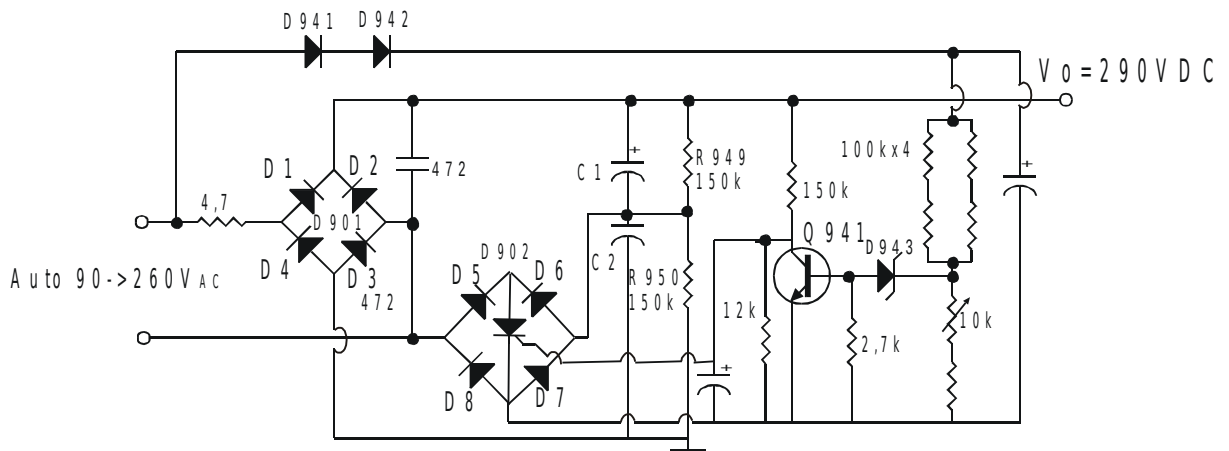 D941 D942
Vo=290VDC
100kx4
+
D1 D2
472
+
C1
R949
150k
150k
+
4,7
D901
Q941
D943
D902
D4
D3
Auto 90->260VAC
472
D5 D6
C2
+
R950
150k
12k
10k
2,7k
+
D8
D7